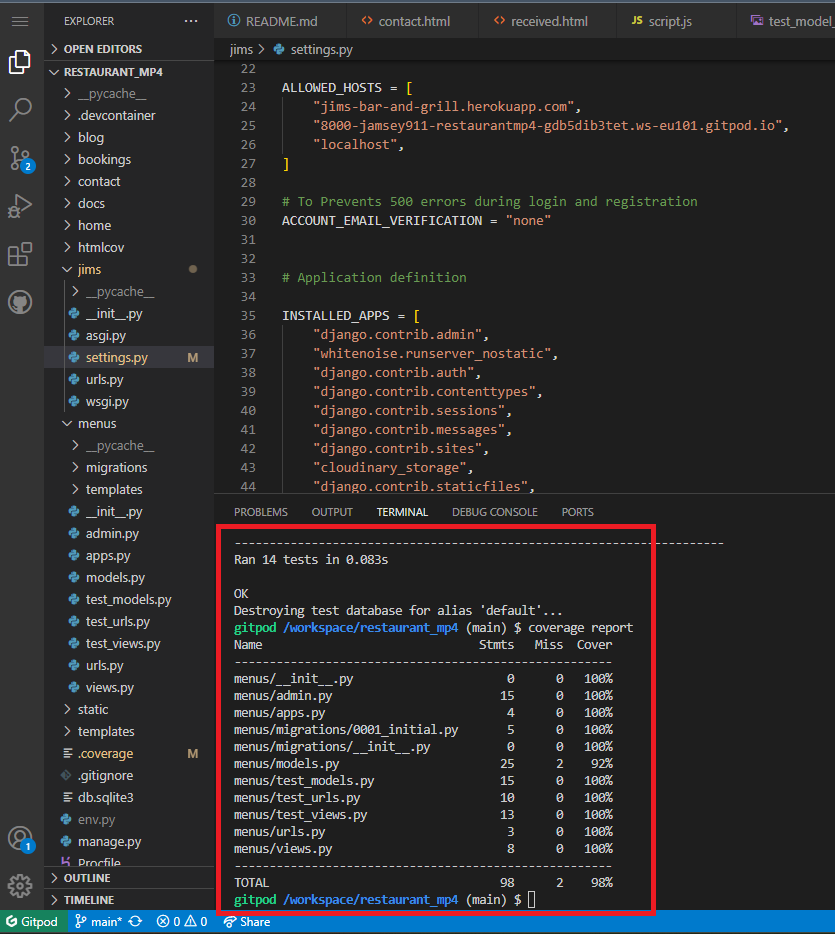 EXPLORER ...
OPEN EDITORS
RESTAURANT_MP4
__pycache__
.devcontainer
blog
bookings
contact
docs
home
htmlcov
jims
__pycache__
__init__.py
asgi.py
settings.py M
urls.py
wsgi.py
menus
__pycache__
migrations
templates
__init__.py
admin.py
apps.py
models.py
test_models.py
test_urls.py
test_views.py
urls.py
views.py
static
templates
.coverage M
.gitignore
db.sqlite3
env.py
manage.py
Procfile
OUTLINE
TIMELINE
2
1
README.md <> contact.html <> received.html JS script.js test_model_
jims > settings.py
22
23 ALLOWED_HOSTS = [
24 "jims-bar-and-grill.herokuapp.com",
25 "8000-jamsey911-restaurantmp4-gdb5dib3tet.ws-eu101.gitpod.io",
26 "localhost",
27 ]
28
29 # To Prevents 500 errors during login and registration
30 ACCOUNT_EMAIL_VERIFICATION = "none"
31
32
33 # Application definition
34
35 INSTALLED_APPS = [
36 "django.contrib.admin",
37 "whitenoise.runserver_nostatic",
38 "django.contrib.auth",
39 "django.contrib.contenttypes",
40 "django.contrib.sessions",
41 "django.contrib.messages",
42 "django.contrib.sites",
43 "cloudinary_storage",
44 "django.contrib.staticfiles",
PROBLEMS OUTPUT TERMINAL DEBUG CONSOLE PORTS
----------------------------------------------------------------------
Ran 14 tests in 0.083s
OK
Destroying test database for alias 'default'...
gitpod /workspace/restaurant_mp4 (main) $ coverage report
Name Stmts Miss Cover
------------------------------------------------------
menus/__init__.py 0 0 100%
menus/admin.py 15 0 100%
menus/apps.py 4 0 100%
menus/migrations/0001_initial.py 5 0 100%
menus/migrations/__init__.py 0 0 100%
menus/models.py 25 2 92%
menus/test_models.py 15 0 100%
menus/test_urls.py 10 0 100%
menus/test_views.py 13 0 100%
menus/urls.py 3 0 100%
menus/views.py 8 0 100%
------------------------------------------------------
TOTAL 98 2 98%
gitpod /workspace/restaurant_mp4 (main) $
Gitpod main* 0 0 Share